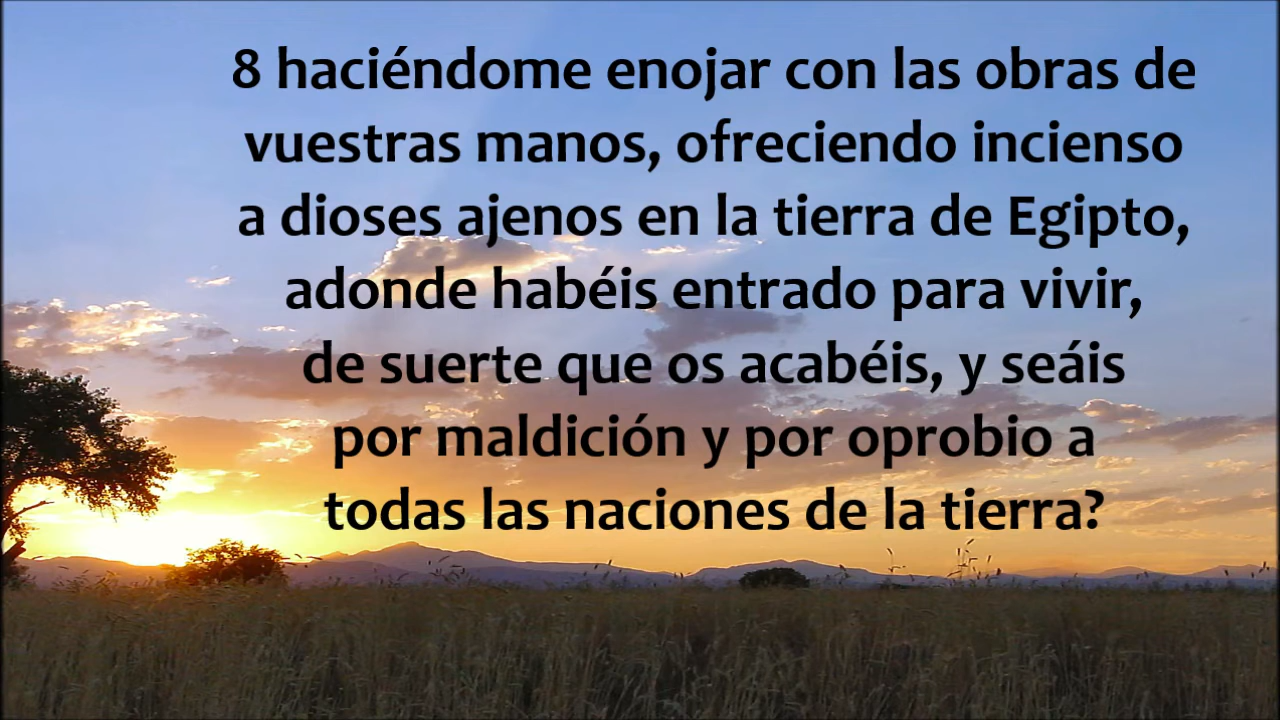 8 haciéndome enojar con las obras de
vuestras manos, ofreciendo incienso
a dioses ajenos en la tierra de Egipto,
adonde habéis entrado para vivir,
de suerte que os acabéis, y seáis
por maldición y por oprobio a
todas las naciones de la tierra?